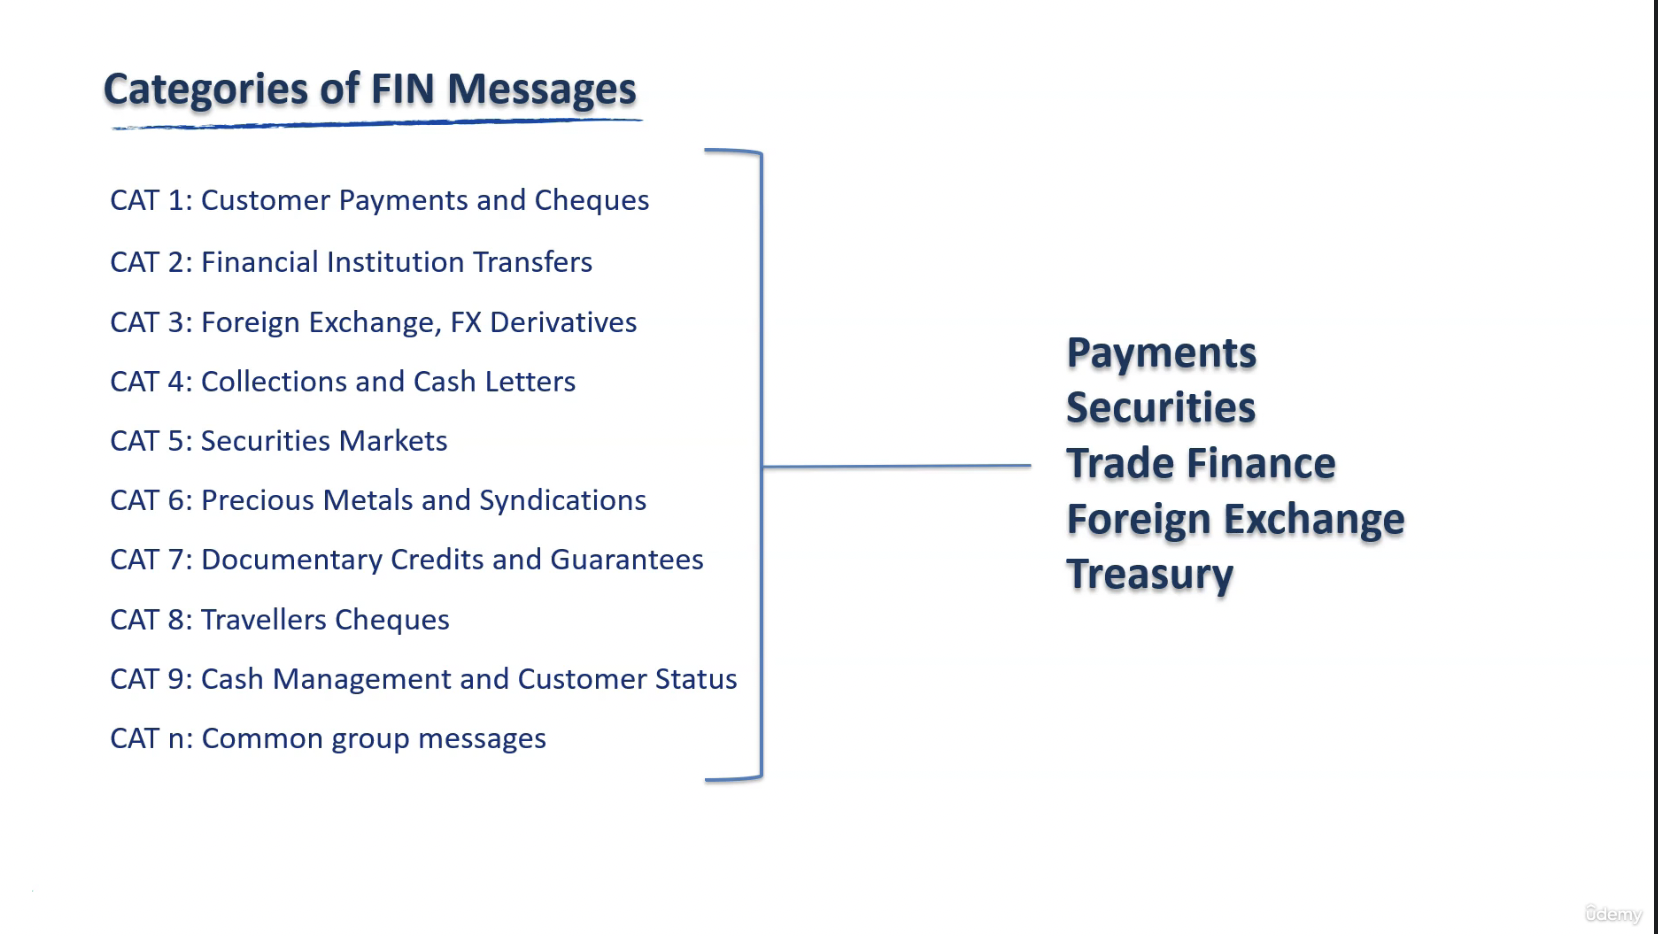 Categories of FIN Messages
CAT 1: Customer Payments and Cheques
CAT 2: Financial Institution Transfers
CAT 3: Foreign Exchange, FX Derivatives
CAT 4: Collections and Cash Letters
CAT 5: Securities Markets
CAT 6: Precious Metals and Syndications
CAT 7: Documentary Credits and Guarantees
CAT 8: Travellers Cheques
CAT 9: Cash Management and Customer Status
CAT n: Common group messages
Payments
Securities
Trade Finance
Foreign Exchange
Treasury
udemy